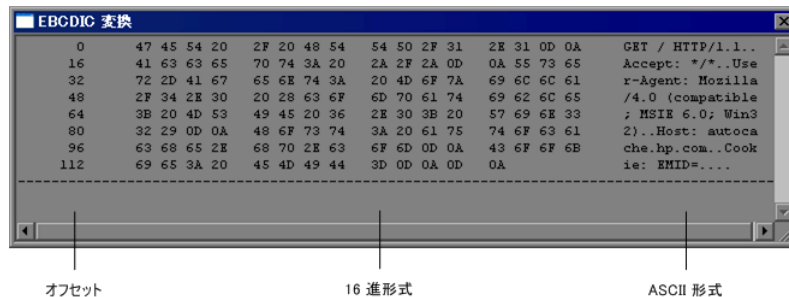 EBCDIC 変換
0 47 45 54 20 2F 20 48 54 54 50 2F 31 2E 31 0D 0A GET / HTTP/1.1..
16 41 63 63 65 70 74 3A 20 2A 2F 2A 0D 0A 55 73 65 Accept: */*..Use
32 72 2D 41 67 65 6E 74 3A 20 4D 6F 7A 69 6C 6C 61 r-Agent: Mozilla
48 2F 34 2E 30 20 28 63 6F 6D 70 61 74 69 62 6C 65 /4.0 (compatible
64 3B 20 4D 53 49 45 20 36 2E 30 3B 20 57 69 6E 33 ; MSIE 6.0; Win3
80 32 29 0D 0A 48 6F 73 74 3A 20 61 75 74 6F 63 61 2)..Host: autoca
96 63 68 65 2E 68 70 2E 63 6F 6D 0D 0A 43 6F 6F 6B che.hp.com..Cook
112 69 65 3A 20 45 4D 49 44 3D 0D 0A 0D 0A ie: EMID=....
オフセット 16 進形式 ASCII 形式